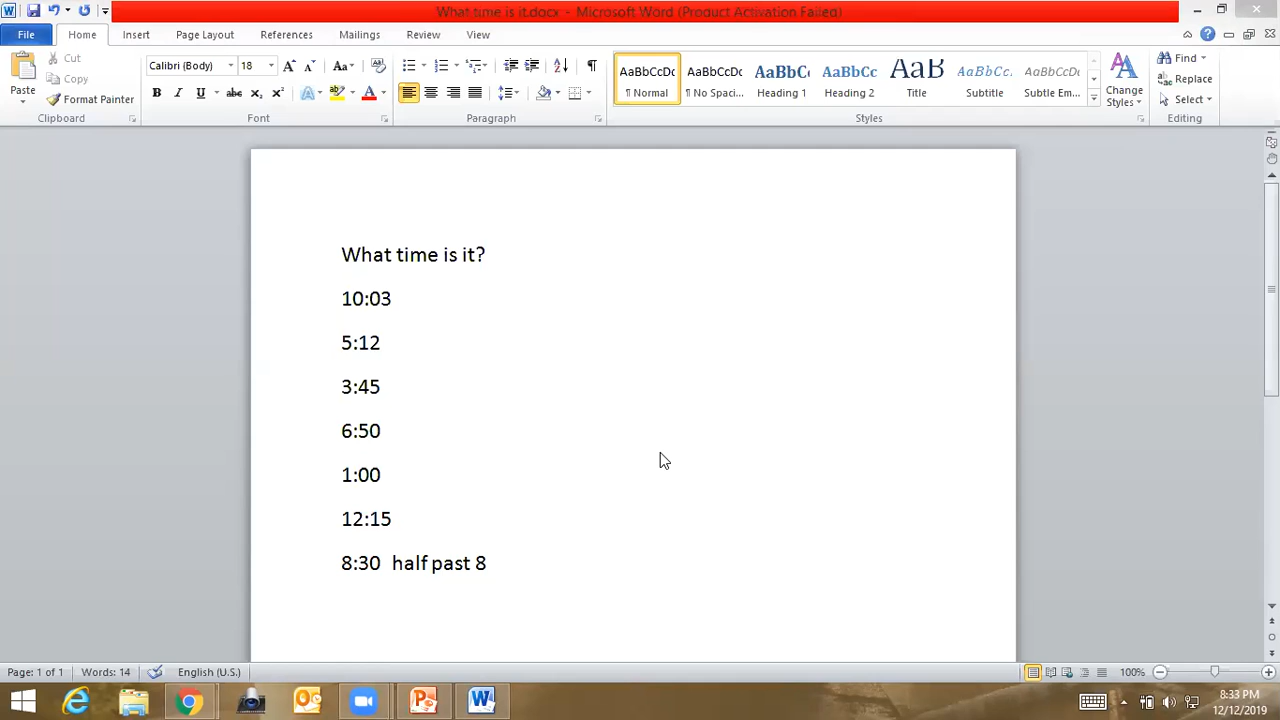 What time is it.docx - Microsoft Word (Product Activation Failed)
File Home Insert Page Layout References Mailings Review View
Paste
Cut
Copy
Format Painter
Clipboard
Calibri (Body) 18
Font
Paragraph
AaBbCcDc AaBbCcDc AaBbCc AaBbCc AaB AaBbCc. AaBbCcDc
¶ Normal ¶ No Spaci... Heading 1 Heading 2 Title Subtitle Subtle Em...
Change Styles
Styles
Find
Replace
Select
Editing
What time is it?
10:03
5:12
3:45
6:50
1:00
12:15
8:30 half past 8
Page: 1 of 1 Words: 14 English (U.S.) 100%
8:33 PM
12/12/2019